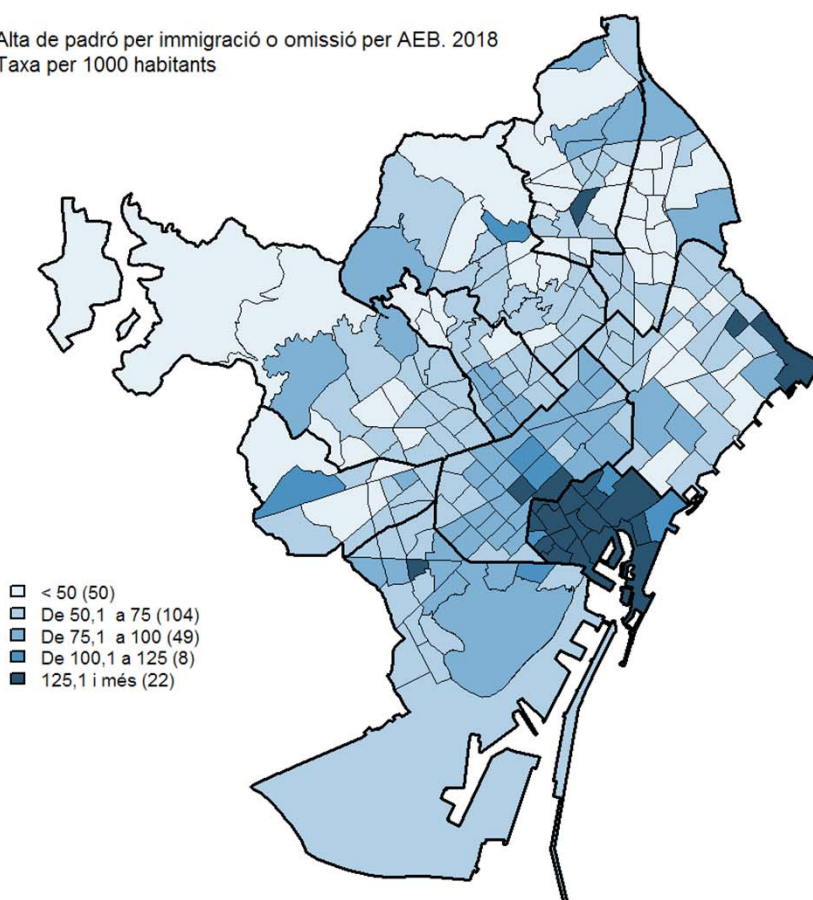 Alta de padró per immigració o omissió per AEB. 2018
Taxa per 1000 habitants
< 50 (50)
De 50,1 a 75 (104)
De 75,1 a 100 (49)
De 100,1 a 125 (8)
125,1 i més (22)